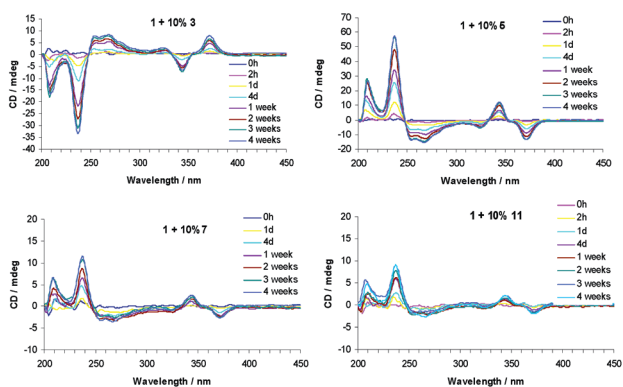 1 + 10% 3
CD / mdeg
15
10
5
0
-5
-10
-15
-20
-25
-30
-35
-40
200
250
300
350
400
450
Wavelength / nm
0h
2h
1d
4d
1 week
2 weeks
3 weeks
4 weeks
1 + 10% 5
CD / mdeg
70
60
50
40
30
20
10
0
-10
-20
200
250
300
350
400
450
Wavelength / nm
0h
2h
1d
4d
1 week
2 weeks
3 weeks
4 weeks
1 + 10% 7
CD / mdeg
20
15
10
5
0
-5
-10
200
250
300
350
400
450
Wavelength / nm
0h
1d
4d
1 week
2 weeks
3 weeks
4 weeks
1 + 10% 11
CD / mdeg
20
15
10
5
0
-5
-10
200
250
300
350
400
450
Wavelength / nm
0h
2h
1d
4d
1 week
2 weeks
3 weeks
4 weeks